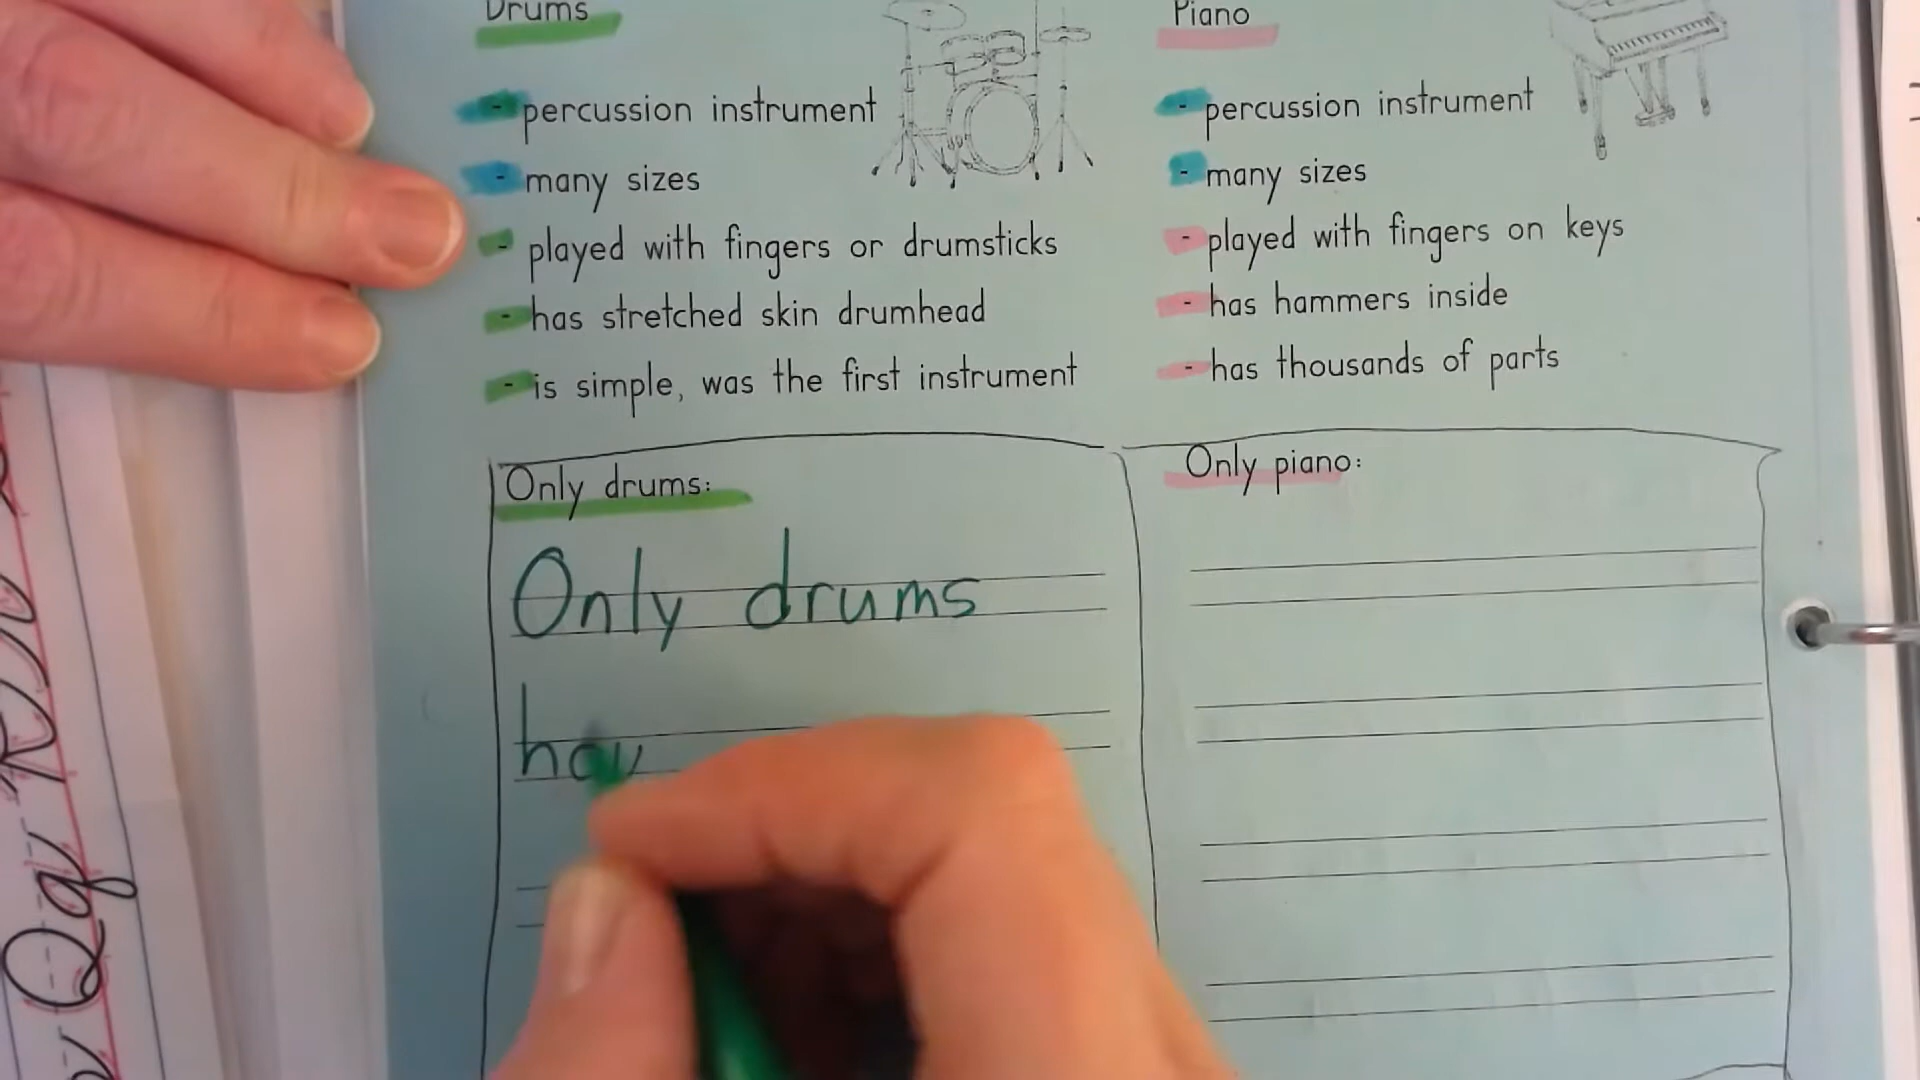 Drums
Piano
- percussion instrument
- many sizes
- played with fingers or drumsticks
- has stretched skin drumhead
- is simple, was the first instrument
- percussion instrument
- many sizes
- played with fingers on keys
- has hammers inside
- has thousands of parts
Only drums:
Only drums
hav
Only piano:
Qq